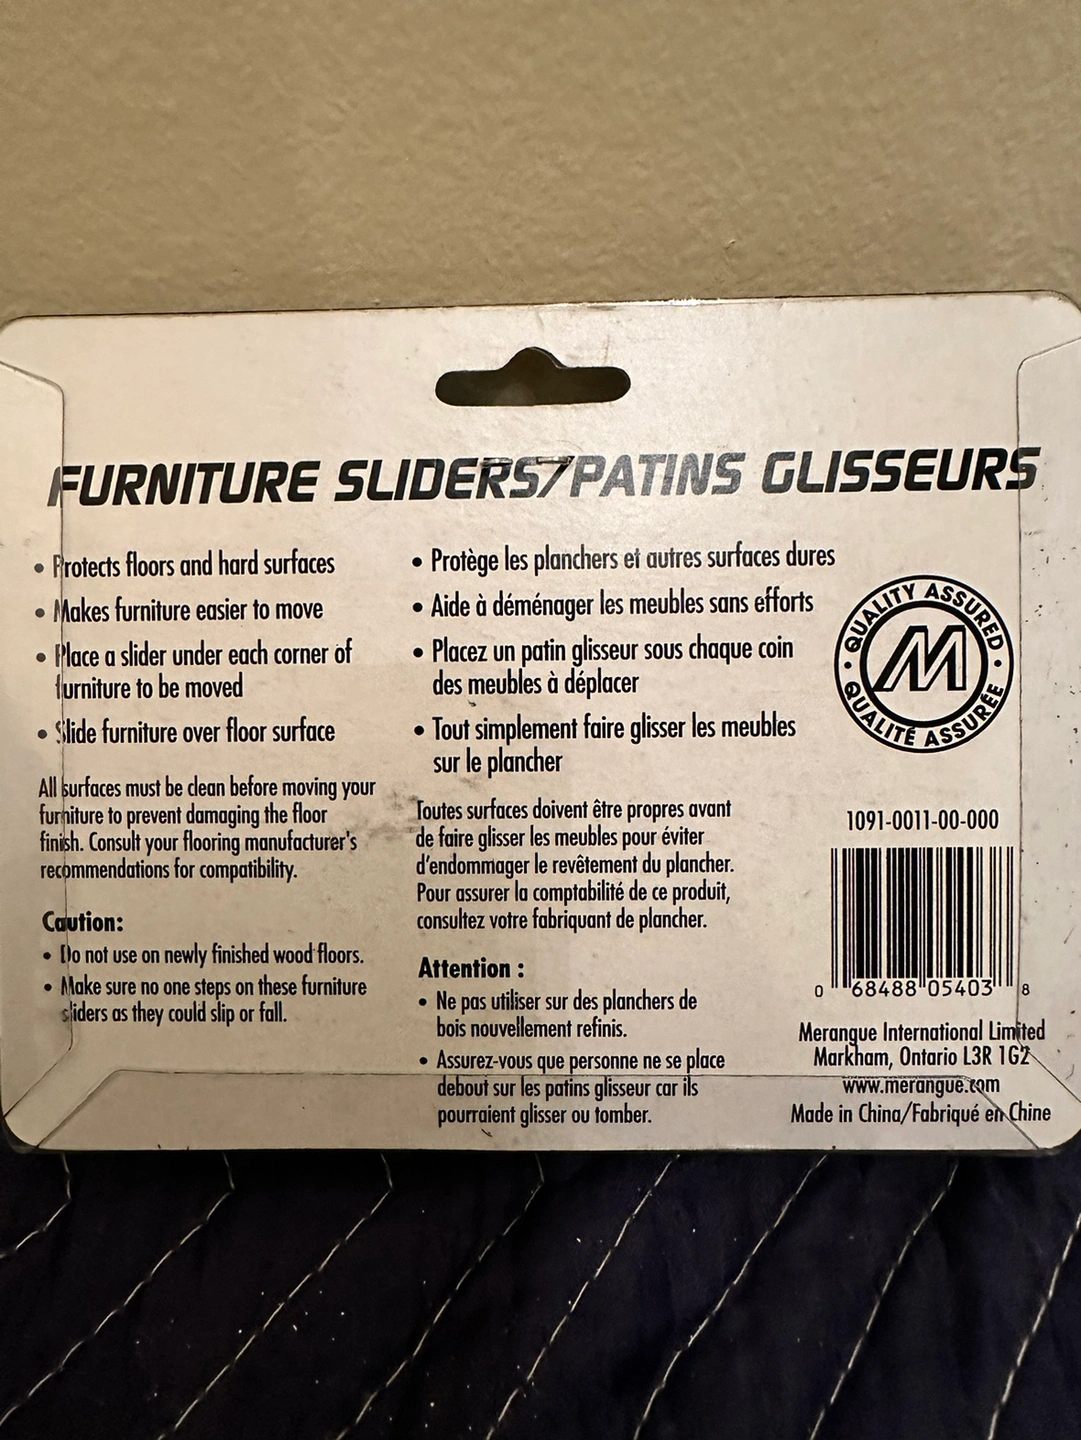 FURNITURE SLIDERS/PATINS GLISSEURS
• Protects floors and hard surfaces
• Makes furniture easier to move
• Place a slider under each corner of
furniture to be moved
• Slide furniture over floor surface
All surfaces must be clean before moving your
furniture to prevent damaging the floor
finish. Consult your flooring manufacturer's
recommendations for compatibility.
Caution:
• Do not use on newly finished wood floors.
• Make sure no one steps on these furniture
sliders as they could slip or fall.
• Protège les planchers et autres surfaces dures
• Aide à déménager les meubles sans efforts
• Placez un patin glisseur sous chaque coin
des meubles à déplacer
• Tout simplement faire glisser les meubles
sur le plancher
Toutes surfaces doivent être propres avant
de faire glisser les meubles pour éviter
d'endommager le revêtement du plancher.
Pour assurer la comptabilité de ce produit,
consultez votre fabriquant de plancher.
Attention :
• Ne pas utiliser sur des planchers de
bois nouvellement refinis.
• Assurez-vous que personne ne se place
debout sur les patins glisseur car ils
pourraient glisser ou tomber.
• QUALITY ASSURED •
M
QUALITÉ ASSURÉE
1091-0011-00-000
0 68488 05403 8
Merangue International Limited
Markham, Ontario L3R 1G2
www.merangue.com
Made in China/Fabriqué en Chine